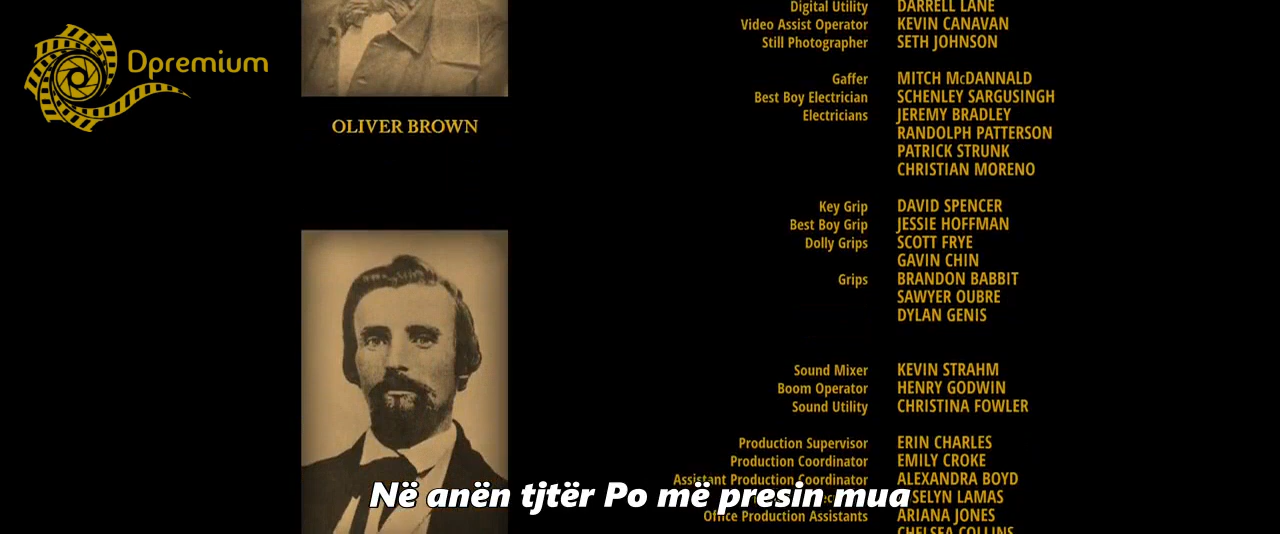 Dpremium
OLIVER BROWN
Digital Utility DARRELL LANE
Video Assist Operator KEVIN CANAVAN
Still Photographer SETH JOHNSON
Gaffer MITCH McDANNALD
Best Boy Electrician SCHENLEY SARGUSINGH
Electricians JEREMY BRADLEY
RANDOLPH PATTERSON
PATRICK STRUNK
CHRISTIAN MORENO
Key Grip DAVID SPENCER
Best Boy Grip JESSIE HOFFMAN
Dolly Grips SCOTT FRYE
GAVIN CHIN
Grips BRANDON BABBIT
SAWYER OUBRE
DYLAN GENIS
Sound Mixer KEVIN STRAHM
Boom Operator HENRY GODWIN
Sound Utility CHRISTINA FOWLER
Production Supervisor ERIN CHARLES
Production Coordinator EMILY CROKE
Assistant Production Coordinator ALEXANDRA BOYD
LAMAS
Office Production Assistants ARIANA JONES
CHELSEA COLLINS
Në anën tjtër Po më presin mua